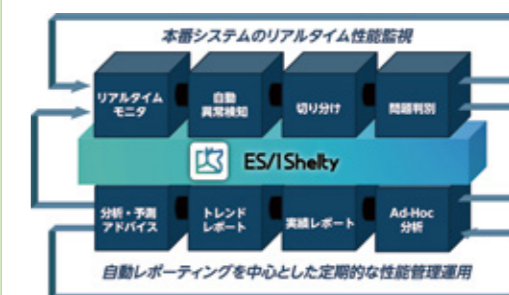 本番システムのリアルタイム性能監視
リアルタイム
モニタ
自動
異常検知
切り分け
問題判別
ES/1 Shelty
分析・予測
アドバイス
トレンド
レポート
実績レポート
Ad-Hoc
分析
自動レポーティングを中心とした定期的な性能管理運用